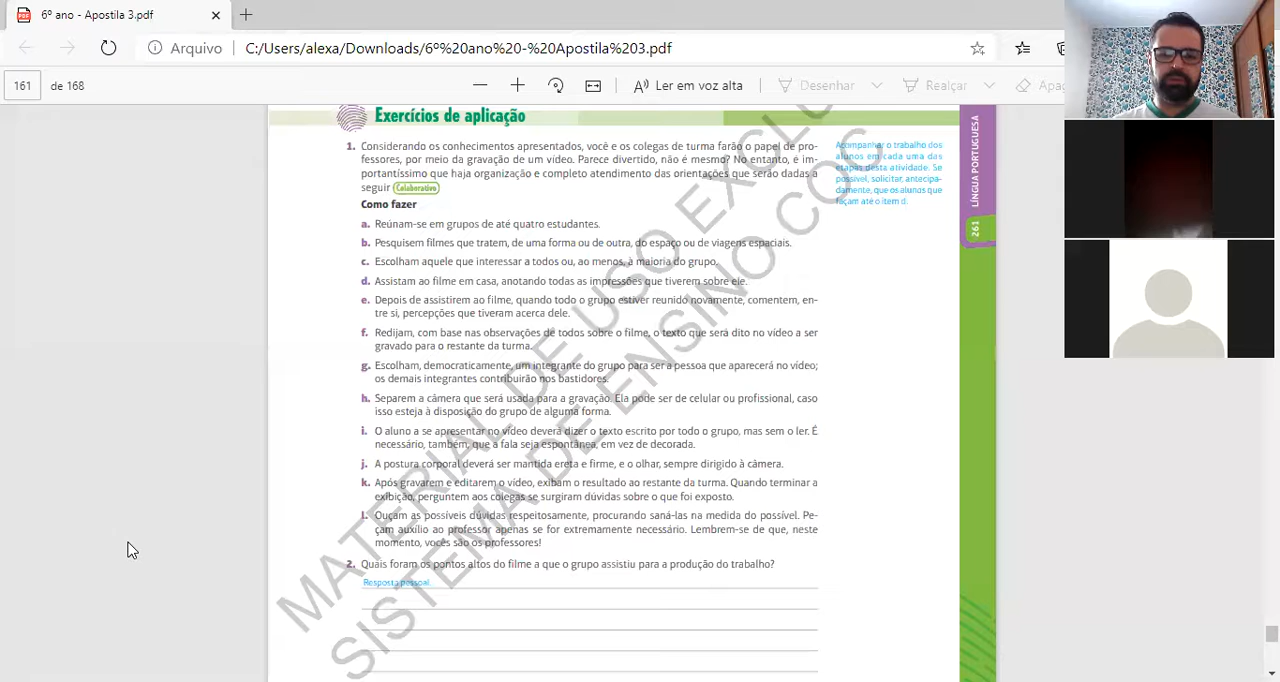 6º ano - Apostila 3.pdf
Arquivo
C:/Users/alexa/Downloads/6º%20ano%20-%20Apostila%203.pdf
161 de 168
Ler em voz alta
Desenhar
Realçar
Apag
Exercícios de aplicação
1. Considerando os conhecimentos apresentados, você e os colegas de turma farão o papel de pro-
fessores, por meio da gravação de um vídeo. Parece divertido, não é mesmo? No entanto, é im-
portantíssimo que haja organização e completo atendimento das orientações que serão dadas a
seguir Colaborativo
Como fazer
a. Reúnam-se em grupos de até quatro estudantes.
b. Pesquisem filmes que tratem, de uma forma ou de outra, do espaço ou de viagens espaciais.
c. Escolham aquele que interessar a todos ou, ao menos, à maioria do grupo.
d. Assistam ao filme em casa, anotando todas as impressões que tiverem sobre ele.
e. Depois de assistirem ao filme, quando todo o grupo estiver reunido novamente, comentem, en-
tre si, percepções que tiveram acerca dele.
f. Redijam, com base nas observações de todos sobre o filme, o texto que será dito no vídeo a ser
gravado para o restante da turma.
g. Escolham, democraticamente, um integrante do grupo para ser a pessoa que aparecerá no vídeo;
os demais integrantes contribuirão nos bastidores.
h. Separem a câmera que será usada para a gravação. Ela pode ser de celular ou profissional, caso
isso esteja à disposição do grupo de alguma forma.
i. O aluno a se apresentar no vídeo deverá dizer o texto escrito por todo o grupo, mas sem o ler. É
necessário, também, que a fala seja espontânea, em vez de decorada.
j. A postura corporal deverá ser mantida ereta e firme, e o olhar, sempre dirigido à câmera.
k. Após gravarem e editarem o vídeo, exibam o resultado ao restante da turma. Quando terminar a
exibição, perguntem aos colegas se surgiram dúvidas sobre o que foi exposto.
l. Ouçam as possíveis dúvidas respeitosamente, procurando saná-las na medida do possível. Pe-
çam auxílio ao professor apenas se for extremamente necessário. Lembrem-se de que, neste
momento, vocês são os professores!
2. Quais foram os pontos altos do filme a que o grupo assistiu para a produção do trabalho?
Resposta pessoal.
Acompanhar o trabalho dos
alunos em cada uma das
etapas desta atividade. Se
possível, solicitar, antecipa-
damente, que os alunos que
façam até o item d.
LÍNGUA PORTUGUESA
261
MATERIAL DE USO EXCLU
SISTEMA DE ENSINO COC